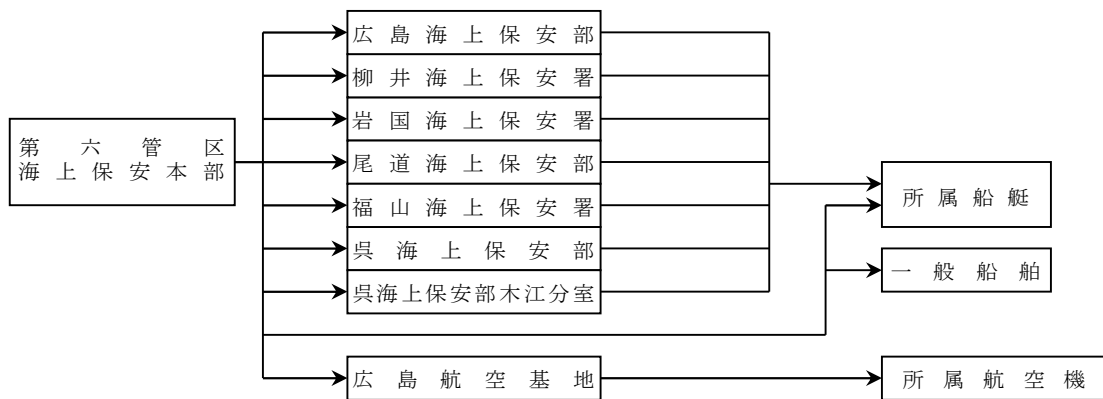 第六管区
海上保安本部
広島海上保安部
柳井海上保安署
岩国海上保安署
尾道海上保安部
福山海上保安署
呉海上保安部
呉海上保安部木江分室
広島航空基地
所属船艇
一般船舶
所属航空機